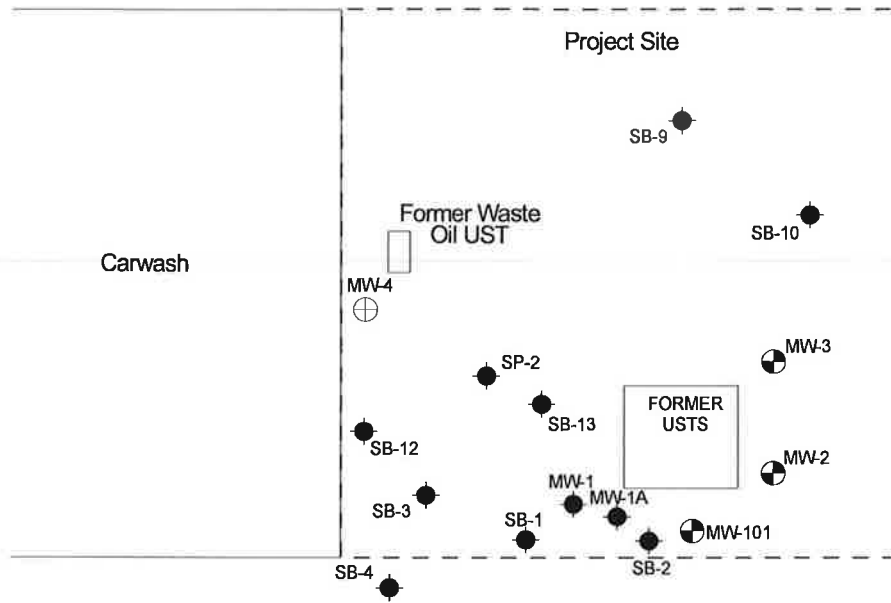 Project Site
SB-9
SB-10
Former Waste
Oil UST
Carwash
MW-4
MW-3
SP-2
FORMER
USTS
SB-13
SB-12
MW-2
MW-1
MW-1A
SB-3
SB-1
MW-101
SB-2
SB-4